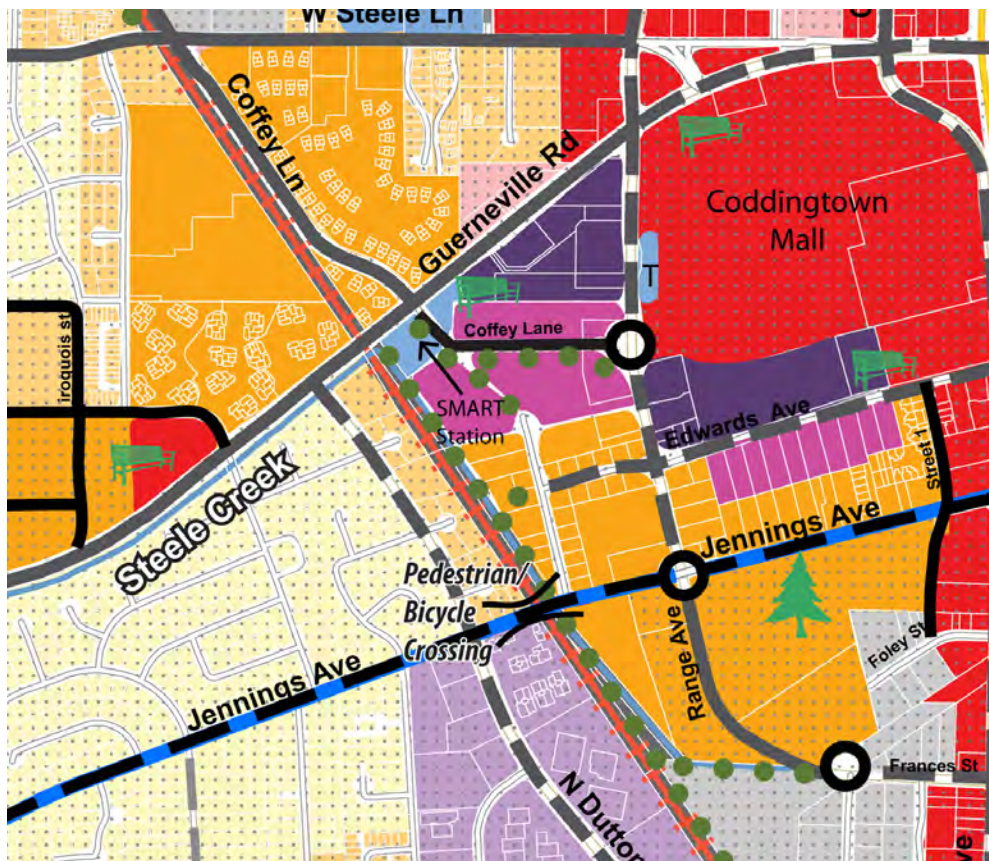 W Steele Ln
Coffey Ln
Guerneville Rd
Coddingtown
Mall
T
Coffey Lane
iroquois st
SMART
Station
Edwards Ave
Street 1
Steele Creek
Jennings Ave
Pedestrian/
Bicycle
Crossing
Jennings Ave
Range Ave
Foley St
Frances St
N Dutton